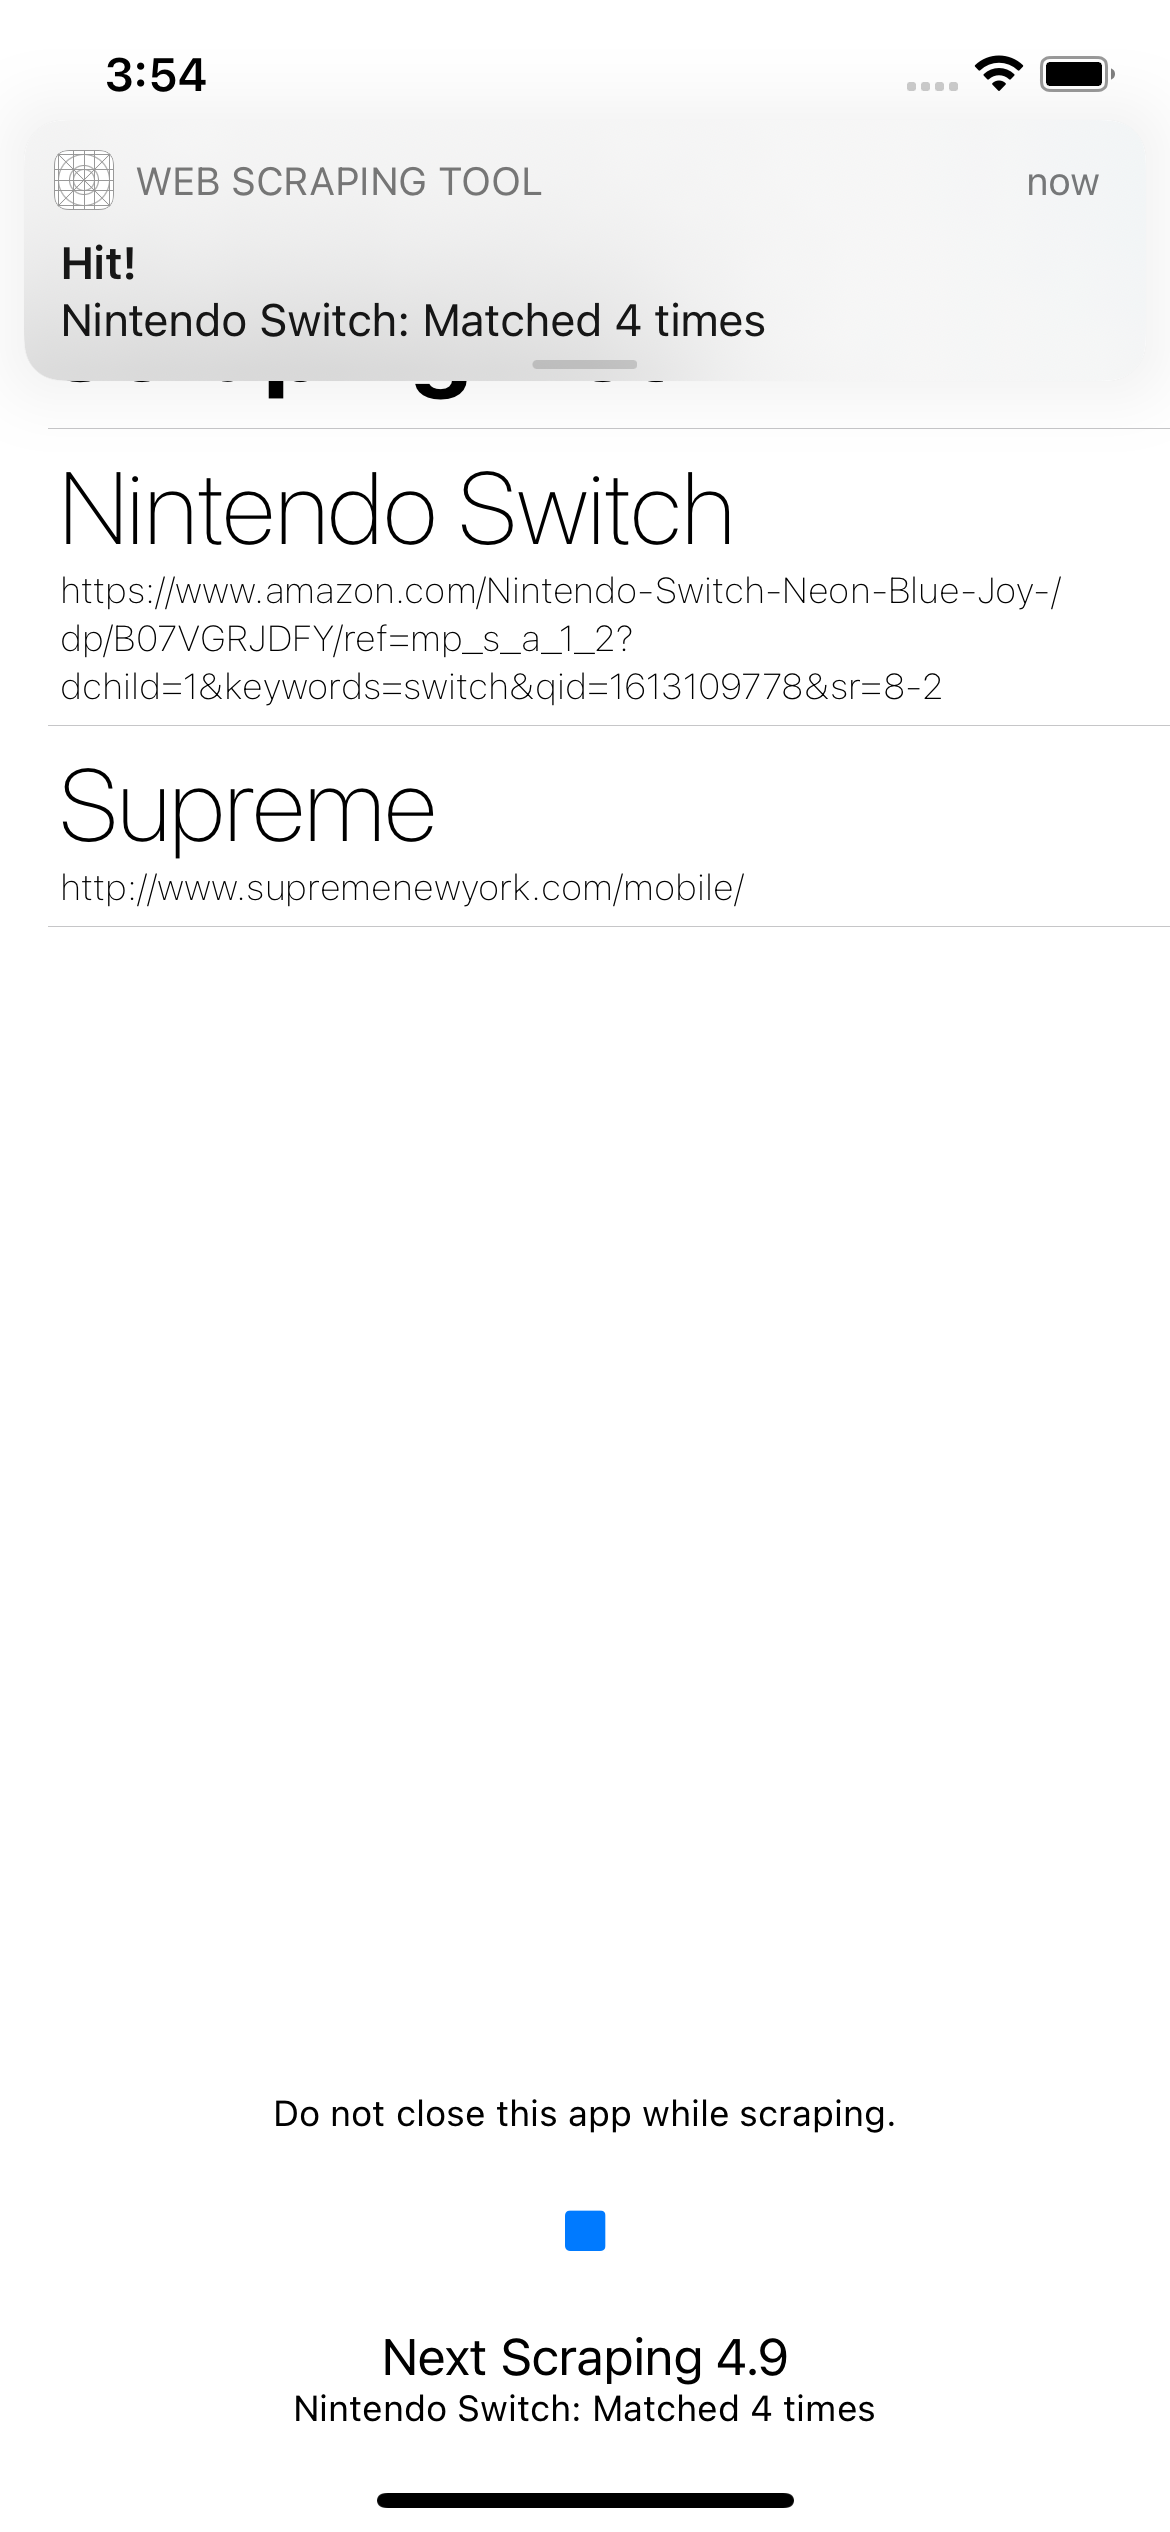 3:54
WEB SCRAPING TOOL
now
Hit!
Nintendo Switch: Matched 4 times
Nintendo Switch
https://www.amazon.com/Nintendo-Switch-Neon-Blue-Joy-/
dp/B07VGRJDFY/ref=mp_s_a_1_2?
dchild=1&keywords=switch&qid=1613109778&sr=8-2
Supreme
http://www.supremenewyork.com/mobile/
Do not close this app while scraping.
Next Scraping 4.9
Nintendo Switch: Matched 4 times